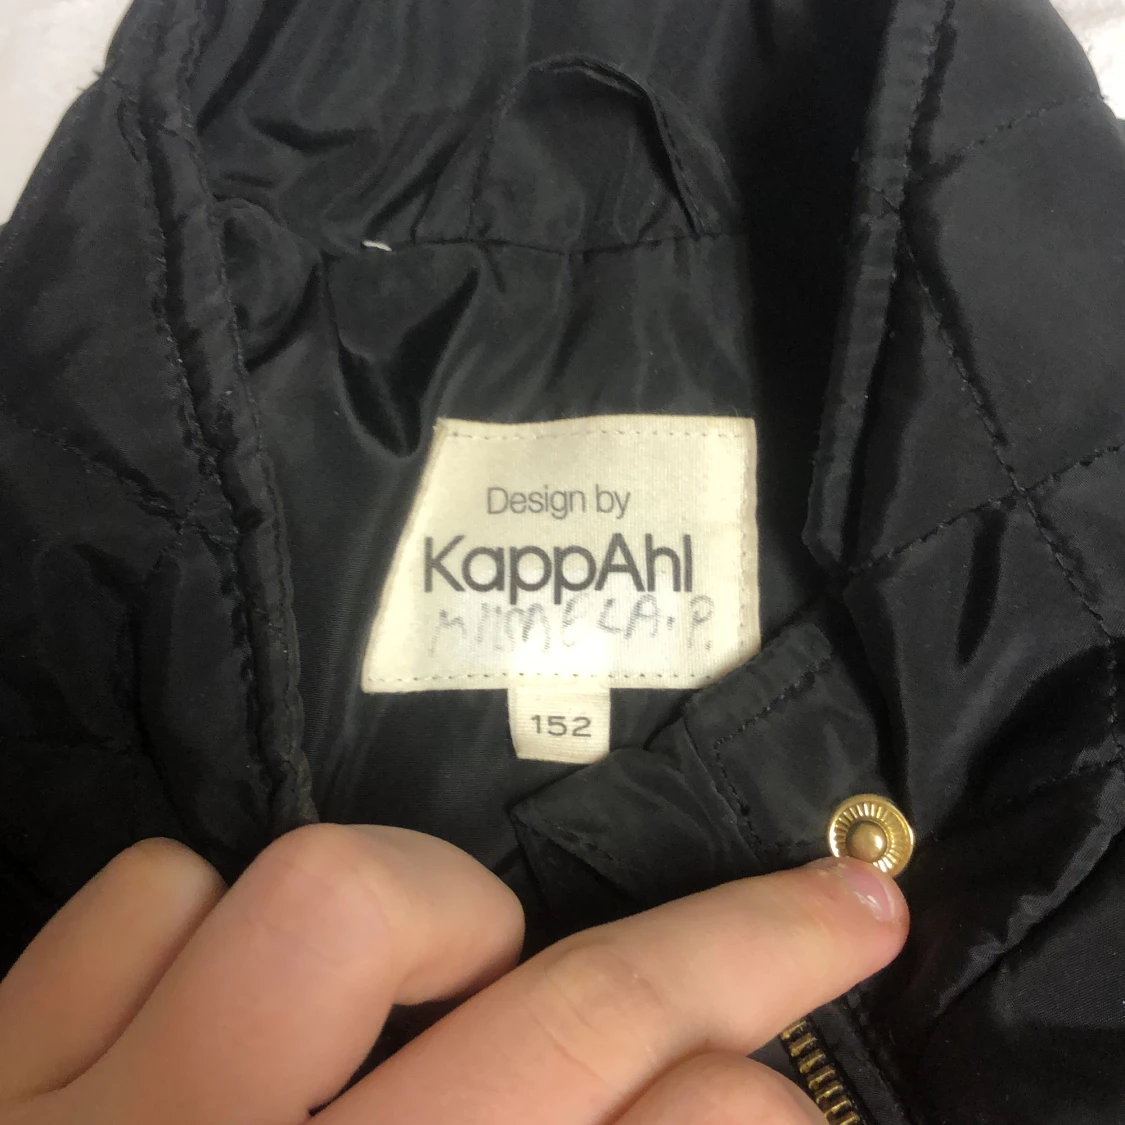 Design by
KappAhl
A.P.
152